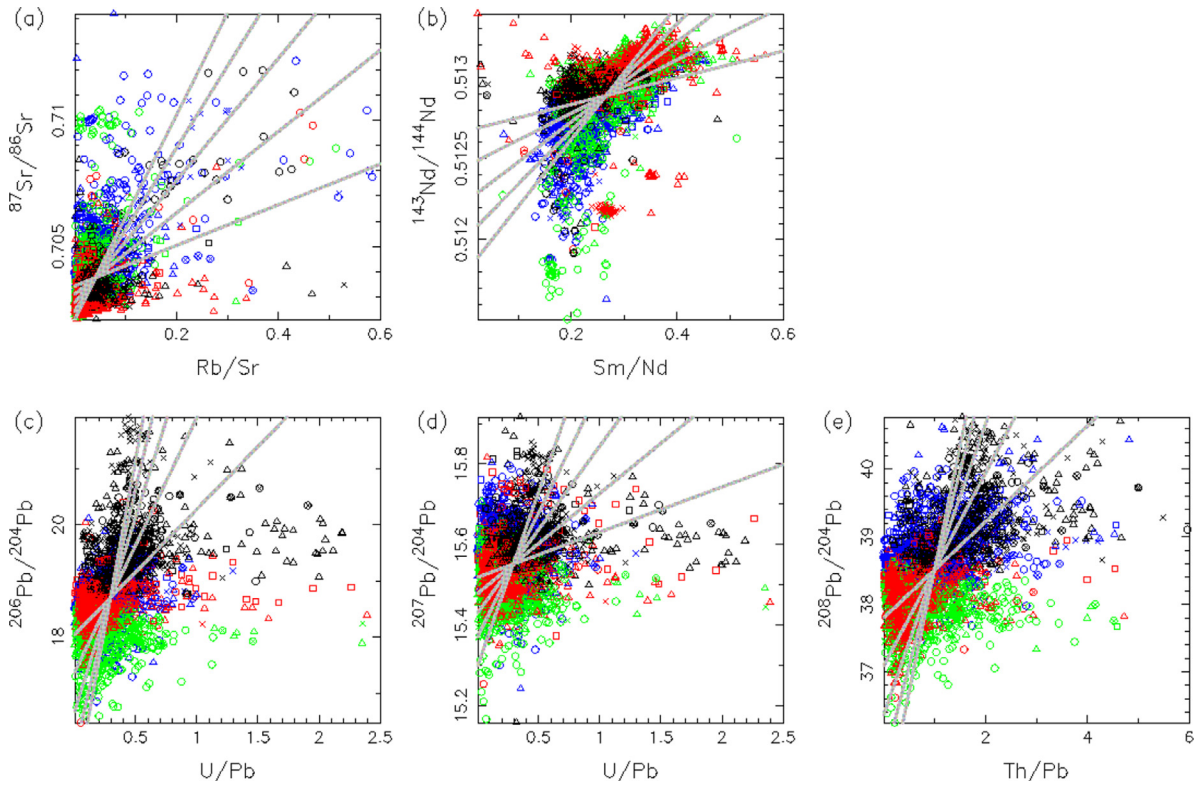 (a)
87Sr/86Sr
0.71
0.705
0.2
0.4
0.6
Rb/Sr
(b)
143Nd/144Nd
0.513
0.5125
0.512
0.2
0.4
0.6
Sm/Nd
(c)
206Pb/204Pb
20
18
0.5
1
1.5
2
2.5
U/Pb
(d)
207Pb/204Pb
15.8
15.6
15.4
15.2
0.5
1
1.5
2
2.5
U/Pb
(e)
208Pb/204Pb
40
39
38
37
2
4
6
Th/Pb